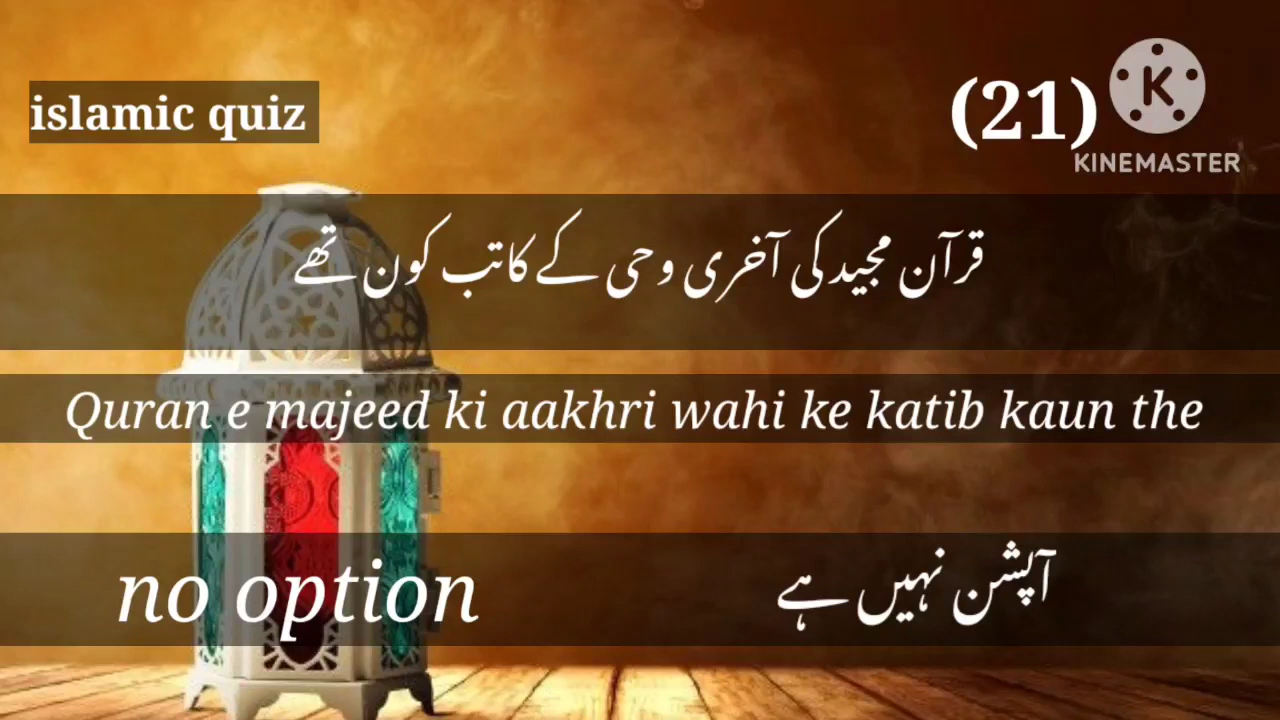 islamic quiz
(21)
KINEMASTER
قرآن مجید کی آخری وحی کے کاتب کون تھے
Quran e majeed ki aakhri wahi ke katib kaun the
no option
آپشن نہیں ہے